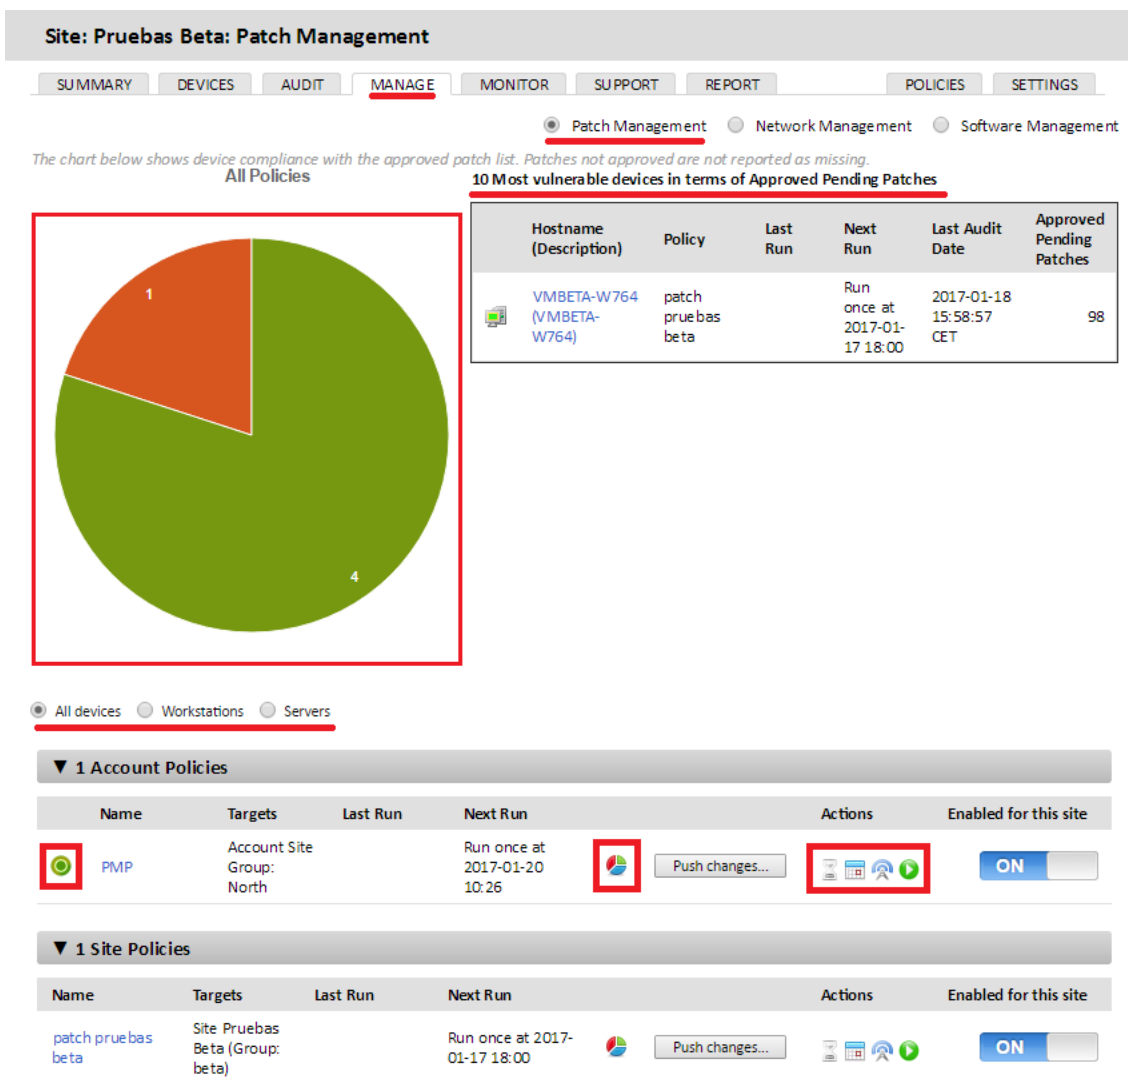 Site: Pruebas Beta: Patch Management
SUMMARY DEVICES AUDIT MANAGE MONITOR SUPPORT REPORT POLICIES SETTINGS
Patch Management Network Management Software Management
The chart below shows device compliance with the approved patch list. Patches not approved are not reported as missing.
All Policies
10 Most vulnerable devices in terms of Approved Pending Patches
Hostname (Description) Policy Last Run Next Run Last Audit Date Approved Pending Patches
VMBETA-W764 (VMBETA-W764) patch pruebas beta Run once at 2017-01-17 18:00 2017-01-18 15:58:57 CET 98
1
4
All devices Workstations Servers
▼ 1 Account Policies
Name Targets Last Run Next Run Actions Enabled for this site
PMP Account Site Group: North Run once at 2017-01-20 10:26 Push changes... ON
▼ 1 Site Policies
Name Targets Last Run Next Run Actions Enabled for this site
patch pruebas beta Site Pruebas Beta (Group: beta) Run once at 2017-01-17 18:00 Push changes... ON